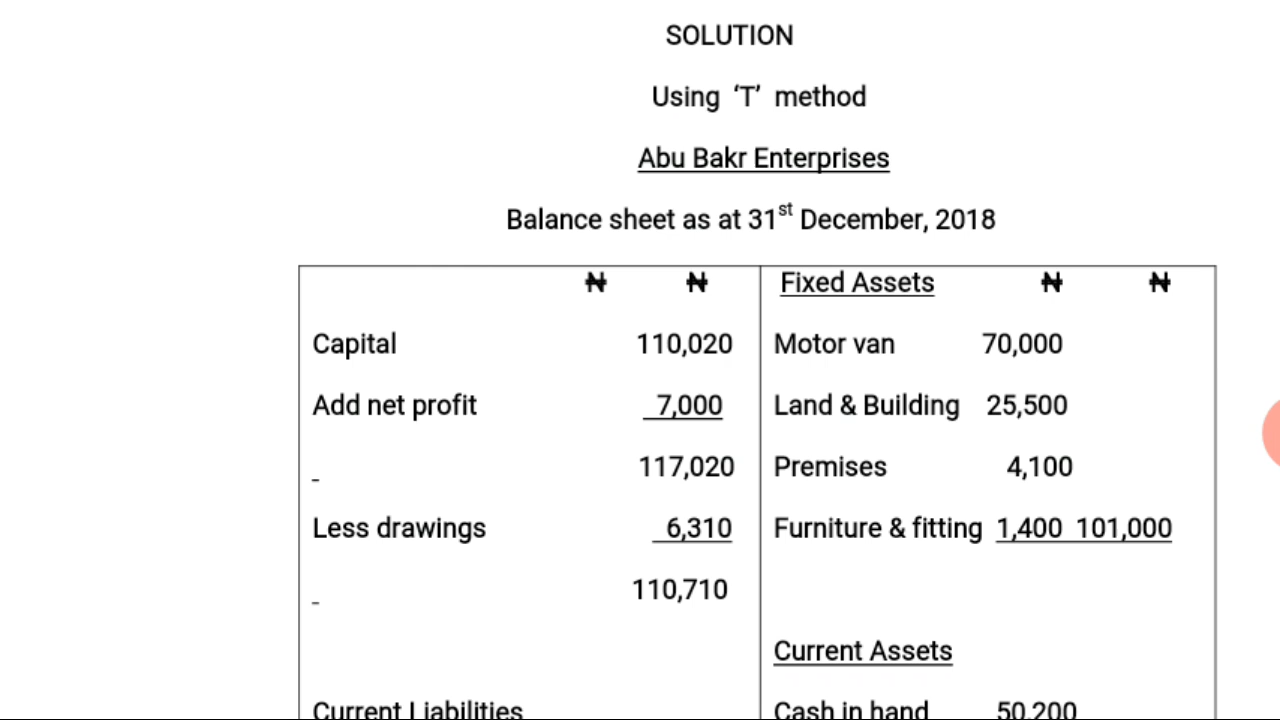 SOLUTION
Using ‘T’ method
Abu Bakr Enterprises
Balance sheet as at 31st December, 2018
₦ ₦
Capital 110,020
Add net profit 7,000
117,020
Less drawings 6,310
110,710
Current Liabilities
Fixed Assets ₦ ₦
Motor van 70,000
Land & Building 25,500
Premises 4,100
Furniture & fitting 1,400 101,000
Current Assets
Cash in hand 50,200